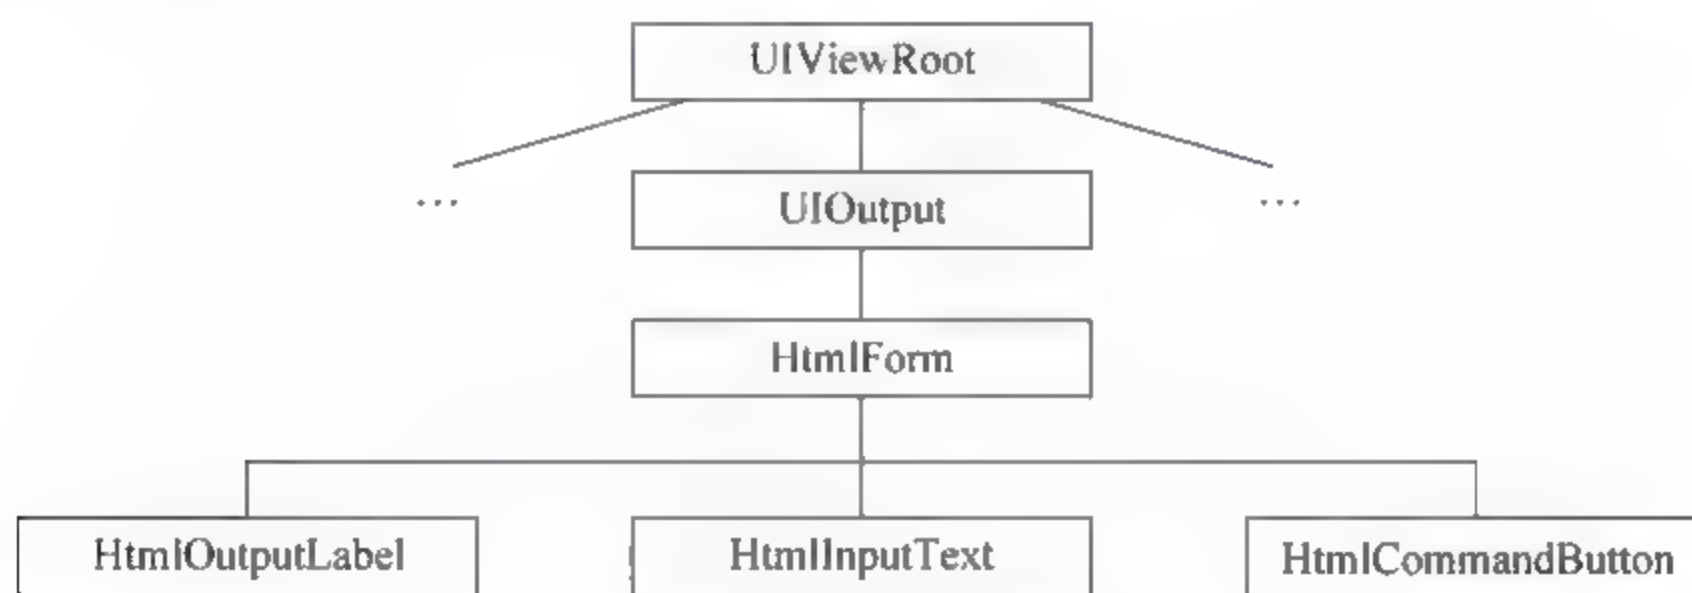 UIViewRoot
... ...
UIOutput
HtmlForm
HtmlOutputLabel HtmlInputText HtmlCommandButton